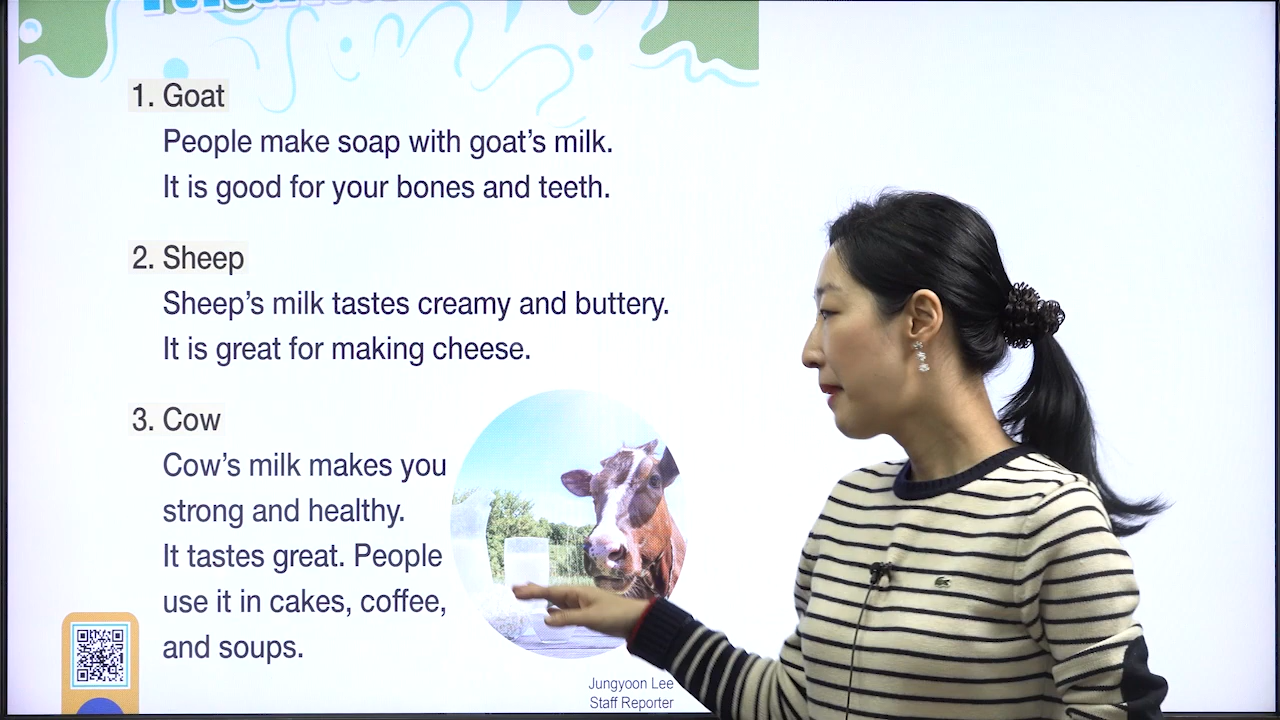 1. Goat
People make soap with goat's milk.
It is good for your bones and teeth.
2. Sheep
Sheep's milk tastes creamy and buttery.
It is great for making cheese.
3. Cow
Cow's milk makes you
strong and healthy.
It tastes great. People
use it in cakes, coffee,
and soups.
Jungyoon Lee
Staff Reporter